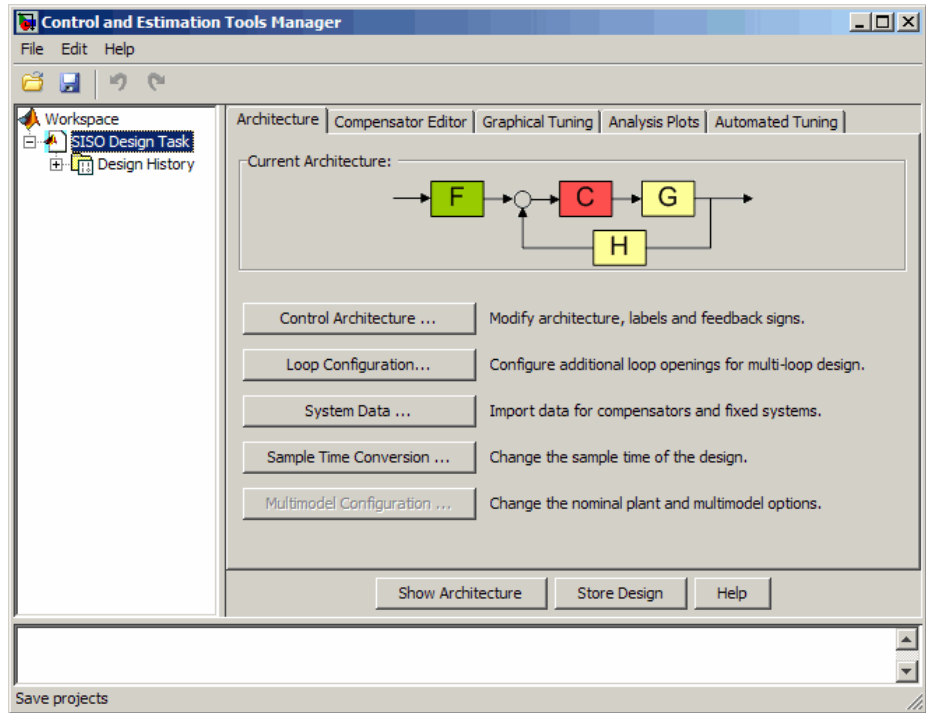 Control and Estimation Tools Manager
File Edit Help
Workspace
SISO Design Task
Design History
Architecture Compensator Editor Graphical Tuning Analysis Plots Automated Tuning
Current Architecture:
F C G
H
Control Architecture ... Modify architecture, labels and feedback signs.
Loop Configuration... Configure additional loop openings for multi-loop design.
System Data ... Import data for compensators and fixed systems.
Sample Time Conversion ... Change the sample time of the design.
Multimodel Configuration ... Change the nominal plant and multimodel options.
Show Architecture Store Design Help
Save projects